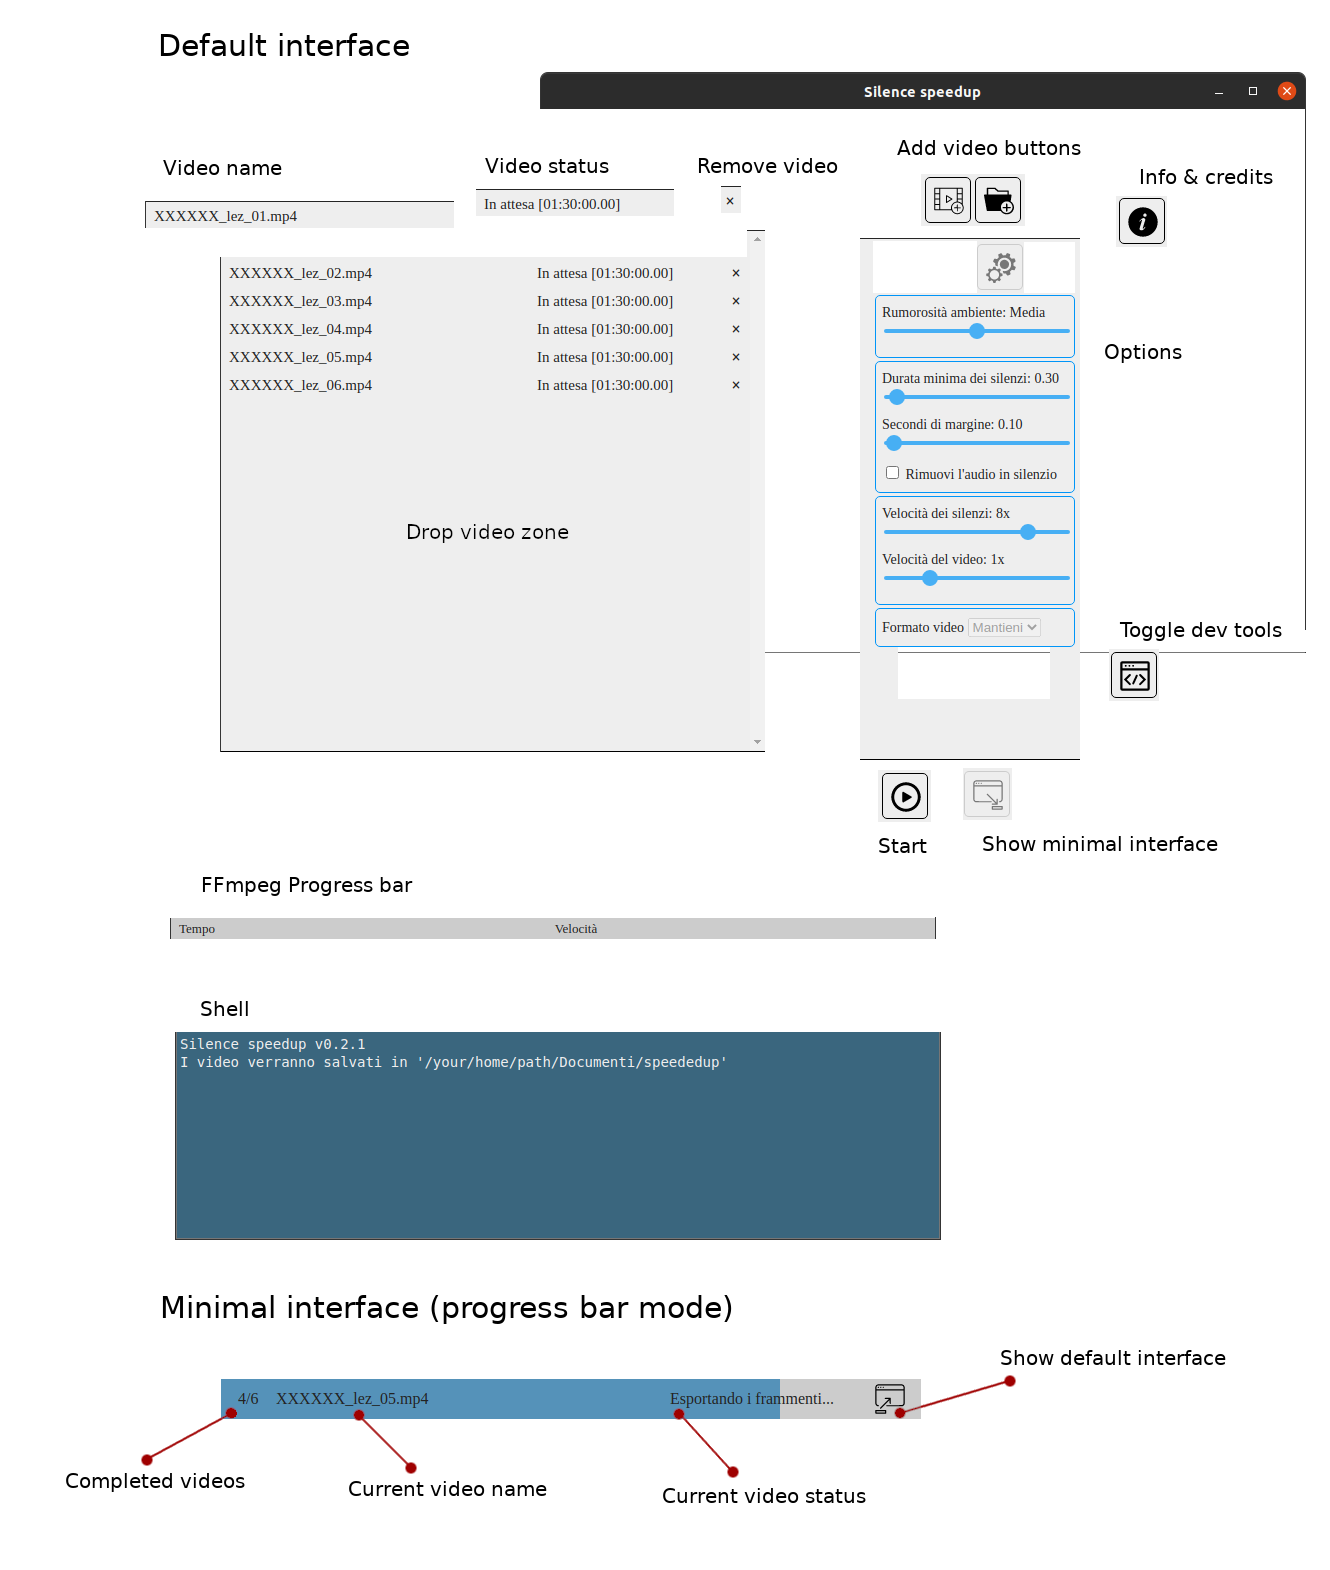 Default interface
Silence speedup
Video name
Video status
Remove video
Add video buttons
Info & credits
XXXXXX_lez_01.mp4
In attesa [01:30:00.00]
×
XXXXXX_lez_02.mp4 In attesa [01:30:00.00] ×
XXXXXX_lez_03.mp4 In attesa [01:30:00.00] ×
XXXXXX_lez_04.mp4 In attesa [01:30:00.00] ×
XXXXXX_lez_05.mp4 In attesa [01:30:00.00] ×
XXXXXX_lez_06.mp4 In attesa [01:30:00.00] ×
Drop video zone
Rumorosità ambiente: Media
Options
Durata minima dei silenzi: 0.30
Secondi di margine: 0.10
Rimuovi l'audio in silenzio
Velocità dei silenzi: 8x
Velocità del video: 1x
Formato video Mantieni
Toggle dev tools
Start
Show minimal interface
FFmpeg Progress bar
Tempo Velocità
Shell
Silence speedup v0.2.1
I video verranno salvati in '/your/home/path/Documenti/speededup'
Minimal interface (progress bar mode)
Show default interface
4/6 XXXXXX_lez_05.mp4 Esportando i frammenti...
Completed videos
Current video name
Current video status